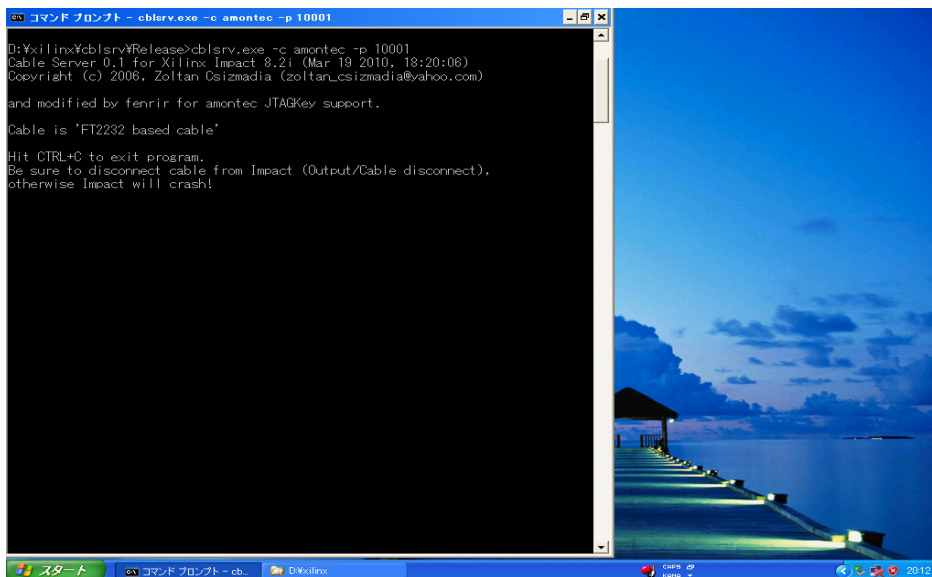 コマンド プロンプト - cblsrv.exe -c amontec -p 10001
D:¥xilinx¥cblsrv¥Release>cblsrv.exe -c amontec -p 10001
Cable Server 0.1 for Xilinx Impact 8.2i (Mar 19 2010, 18:20:06)
Copyright (c) 2006, Zoltan Csizmadia (zoltan_csizmadia@yahoo.com)
and modified by fenrir for amontec JTAGKey support.
Cable is 'FT2232 based cable'
Hit CTRL+C to exit program.
Be sure to disconnect cable from Impact (Output/Cable disconnect),
otherwise Impact will crash!
スタート
コマンド プロンプト - cb...
D:¥xilinx
CAPS
KANA
20:12